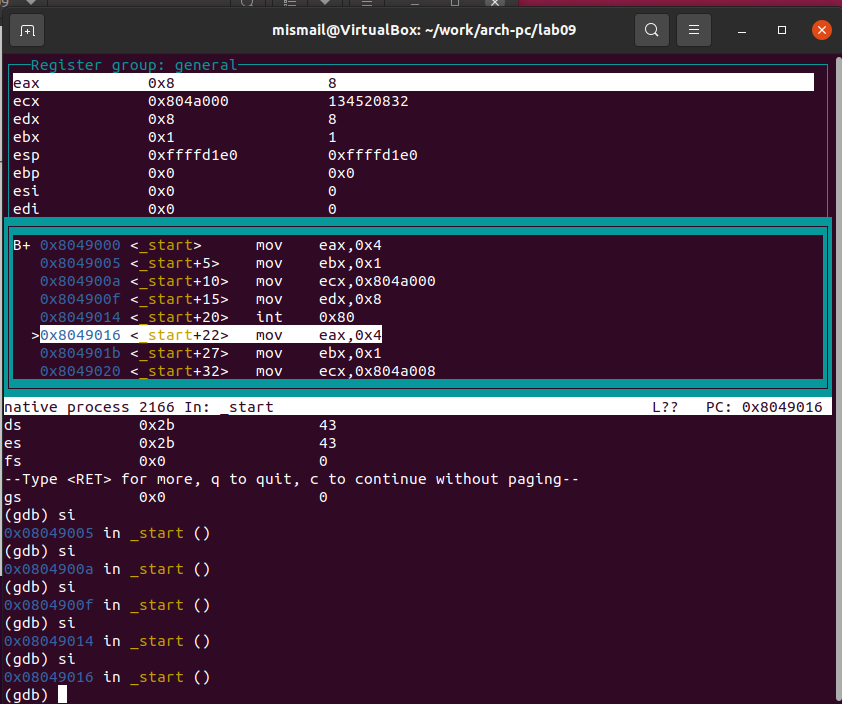 mismail@VirtualBox: ~/work/arch-pc/lab09
Register group: general
eax 0x8 8
ecx 0x804a000 134520832
edx 0x8 8
ebx 0x1 1
esp 0xffffd1e0 0xffffd1e0
ebp 0x0 0x0
esi 0x0 0
edi 0x0 0
B+ 0x8049000 <_start> mov eax,0x4
0x8049005 <_start+5> mov ebx,0x1
0x804900a <_start+10> mov ecx,0x804a000
0x804900f <_start+15> mov edx,0x8
0x8049014 <_start+20> int 0x80
>0x8049016 <_start+22> mov eax,0x4
0x804901b <_start+27> mov ebx,0x1
0x8049020 <_start+32> mov ecx,0x804a008
native process 2166 In: _start L?? PC: 0x8049016
ds 0x2b 43
es 0x2b 43
fs 0x0 0
--Type <RET> for more, q to quit, c to continue without paging--
gs 0x0 0
(gdb) si
0x08049005 in _start ()
(gdb) si
0x0804900a in _start ()
(gdb) si
0x0804900f in _start ()
(gdb) si
0x08049014 in _start ()
(gdb) si
0x08049016 in _start ()
(gdb)